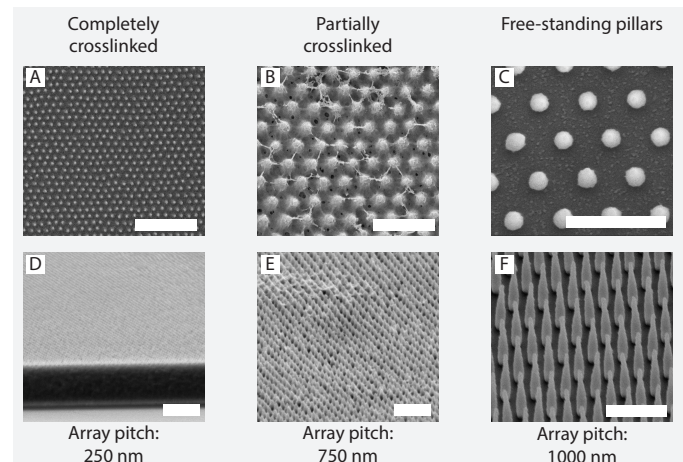 Completely
crosslinked
Partially
crosslinked
Free-standing pillars
A
B
C
D
E
F
Array pitch:
250 nm
Array pitch:
750 nm
Array pitch:
1000 nm